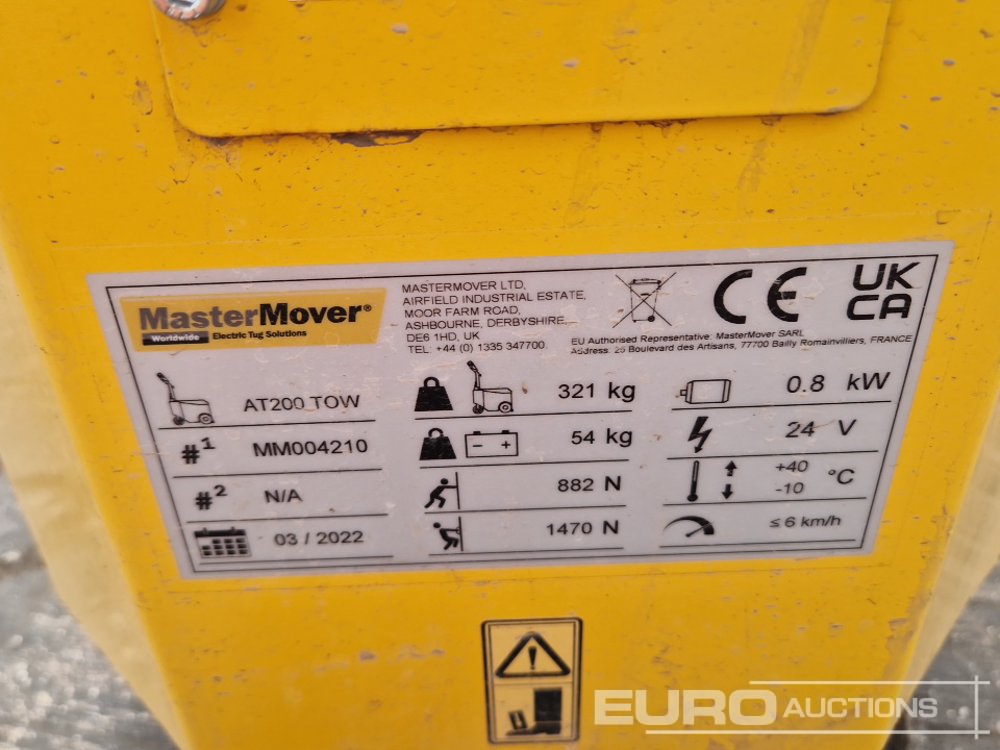 MasterMover®
Worldwide Electric Tug Solutions
MASTERMOVER LTD,
AIRFIELD INDUSTRIAL ESTATE,
MOOR FARM ROAD,
ASHBOURNE, DERBYSHIRE,
DE6 1HD, UK
TEL: +44 (0) 1335 347700
CE
UK
CA
EU Authorised Representative: MasterMover SARL
Address: 25 Boulevard des Artisans, 77700 Bailly Romainvilliers, FRANCE
AT200 TOW
#1 MM004210
#2 N/A
03 / 2022
321 kg
54 kg
882 N
1470 N
0.8 kW
24 V
+40
-10 °C
≤ 6 km/h
EURO AUCTIONS